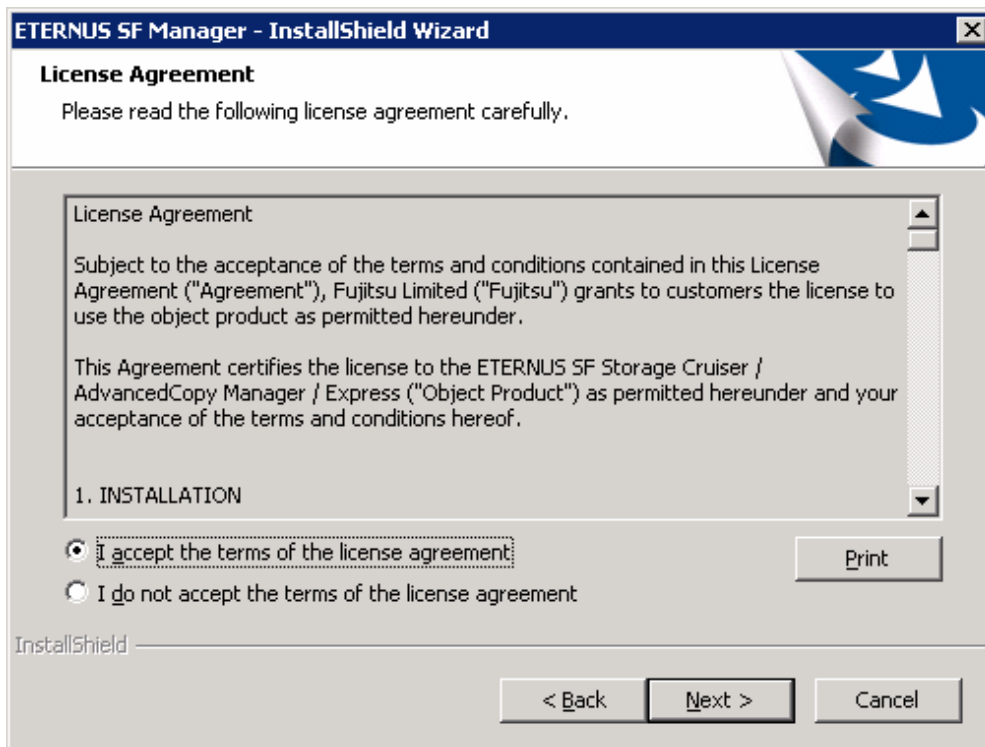 ETERNUS SF Manager - InstallShield Wizard
License Agreement
Please read the following license agreement carefully.
License Agreement
Subject to the acceptance of the terms and conditions contained in this License
Agreement ("Agreement"), Fujitsu Limited ("Fujitsu") grants to customers the license to
use the object product as permitted hereunder.
This Agreement certifies the license to the ETERNUS SF Storage Cruiser /
AdvancedCopy Manager / Express ("Object Product") as permitted hereunder and your
acceptance of the terms and conditions hereof.
1. INSTALLATION
I accept the terms of the license agreement
Print
I do not accept the terms of the license agreement
InstallShield
< Back
Next >
Cancel